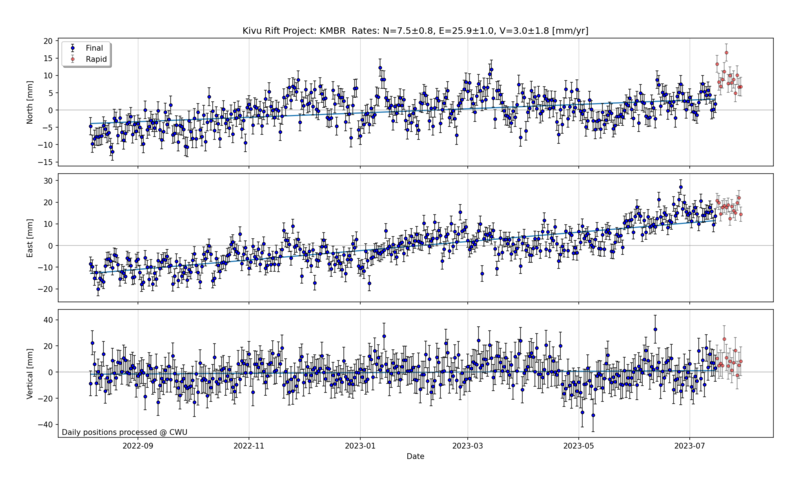 Kivu Rift Project: KMBR  Rates: N=7.5±0.8, E=25.9±1.0, V=3.0±1.8 [mm/yr]
Final
Rapid
North [mm]
20
15
10
5
0
−5
−10
−15
East [mm]
30
20
10
0
−10
−20
Vertical [mm]
40
20
0
−20
−40
Daily positions processed @ CWU
2022-09 2022-11 2023-01 2023-03 2023-05 2023-07
Date